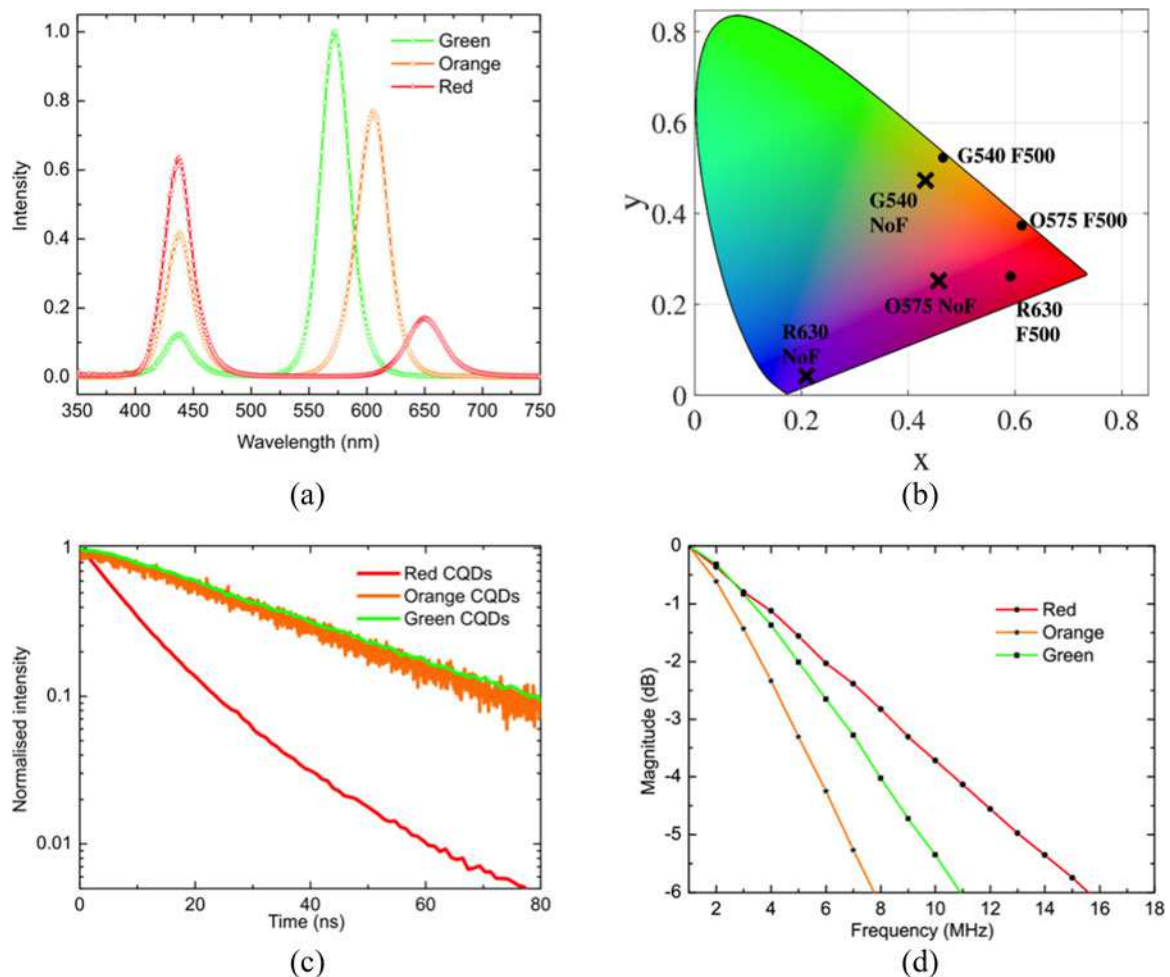 1.0
0.8
0.6
0.4
0.2
0.0
Intensity
350 400 450 500 550 600 650 700 750
Wavelength (nm)
Green
Orange
Red
(a)
0.8
0.6
0.4
0.2
0
y
0 0.2 0.4 0.6 0.8
x
G540 F500
G540
NoF
O575 F500
O575 NoF
R630
F500
R630
NoF
(b)
1
0.1
0.01
Normalised intensity
0 20 40 60 80
Time (ns)
Red CQDs
Orange CQDs
Green CQDs
(c)
0
-1
-2
-3
-4
-5
-6
Magnitude (dB)
2 4 6 8 10 12 14 16 18
Frequency (MHz)
Red
Orange
Green
(d)